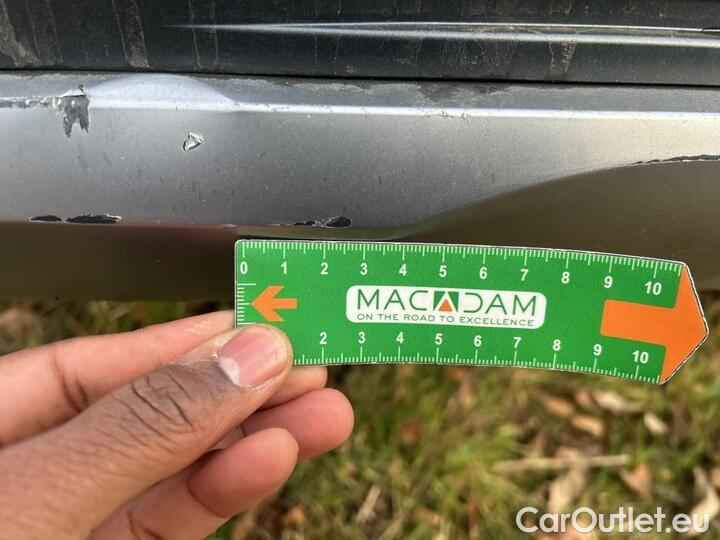 0 1 2 3 4 5 6 7 8 9 10
MACADAM
ON THE ROAD TO EXCELLENCE
2 3 4 5 6 7 8 9 10
CarOutlet.eu